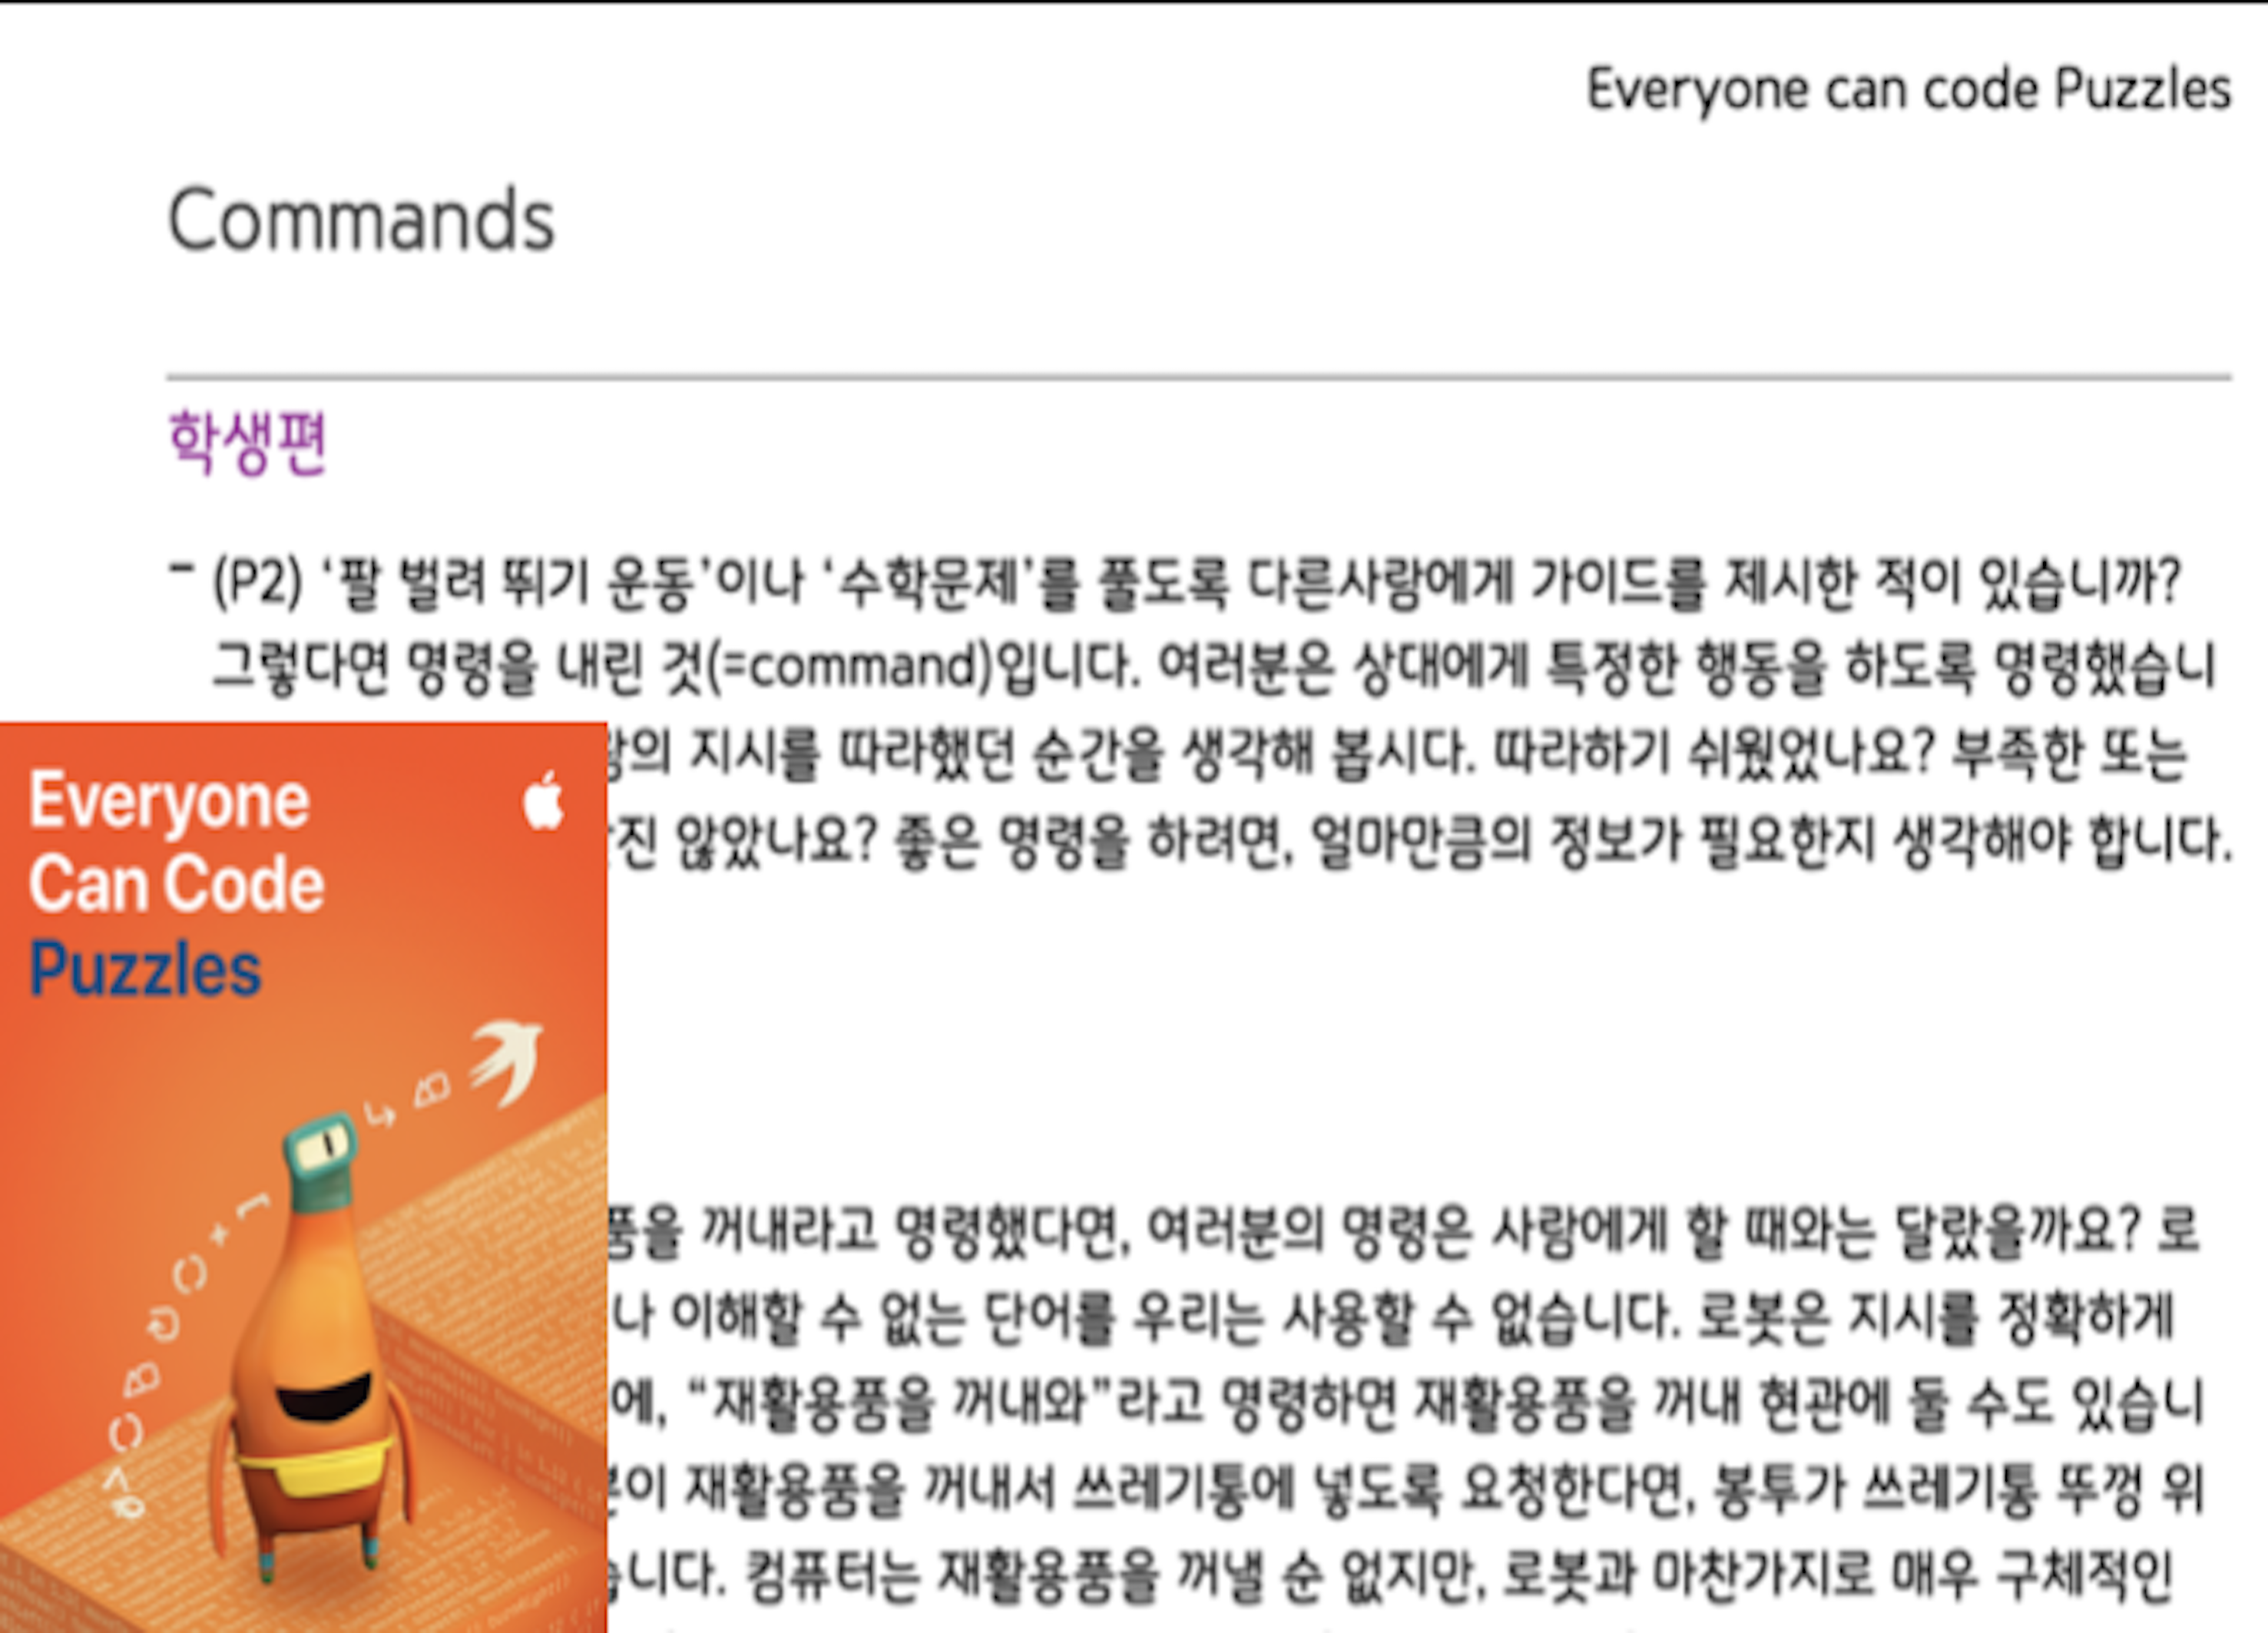 Everyone can code Puzzles
Commands
학생편
- (P2) ‘팔 벌려 뛰기 운동’이나 ‘수학문제’를 풀도록 다른사람에게 가이드를 제시한 적이 있습니까?
그렇다면 명령을 내린 것(=command)입니다. 여러분은 상대에게 특정한 행동을 하도록 명령했습니
지시를 따라했던 순간을 생각해 봅시다. 따라하기 쉬웠었나요? 부족한 또는
않았나요? 좋은 명령을 하려면, 얼마만큼의 정보가 필요한지 생각해야 합니다.
꺼내라고 명령했다면, 여러분의 명령은 사람에게 할 때와는 달랐을까요? 로
나 이해할 수 없는 단어를 우리는 사용할 수 없습니다. 로봇은 지시를 정확하게
에, “재활용품을 꺼내와”라고 명령하면 재활용품을 꺼내 현관에 둘 수도 있습니
재활용품을 꺼내서 쓰레기통에 넣도록 요청한다면, 봉투가 쓰레기통 뚜껑 위
니다. 컴퓨터는 재활용품을 꺼낼 순 없지만, 로봇과 마찬가지로 매우 구체적인
Everyone
Can Code
Puzzles